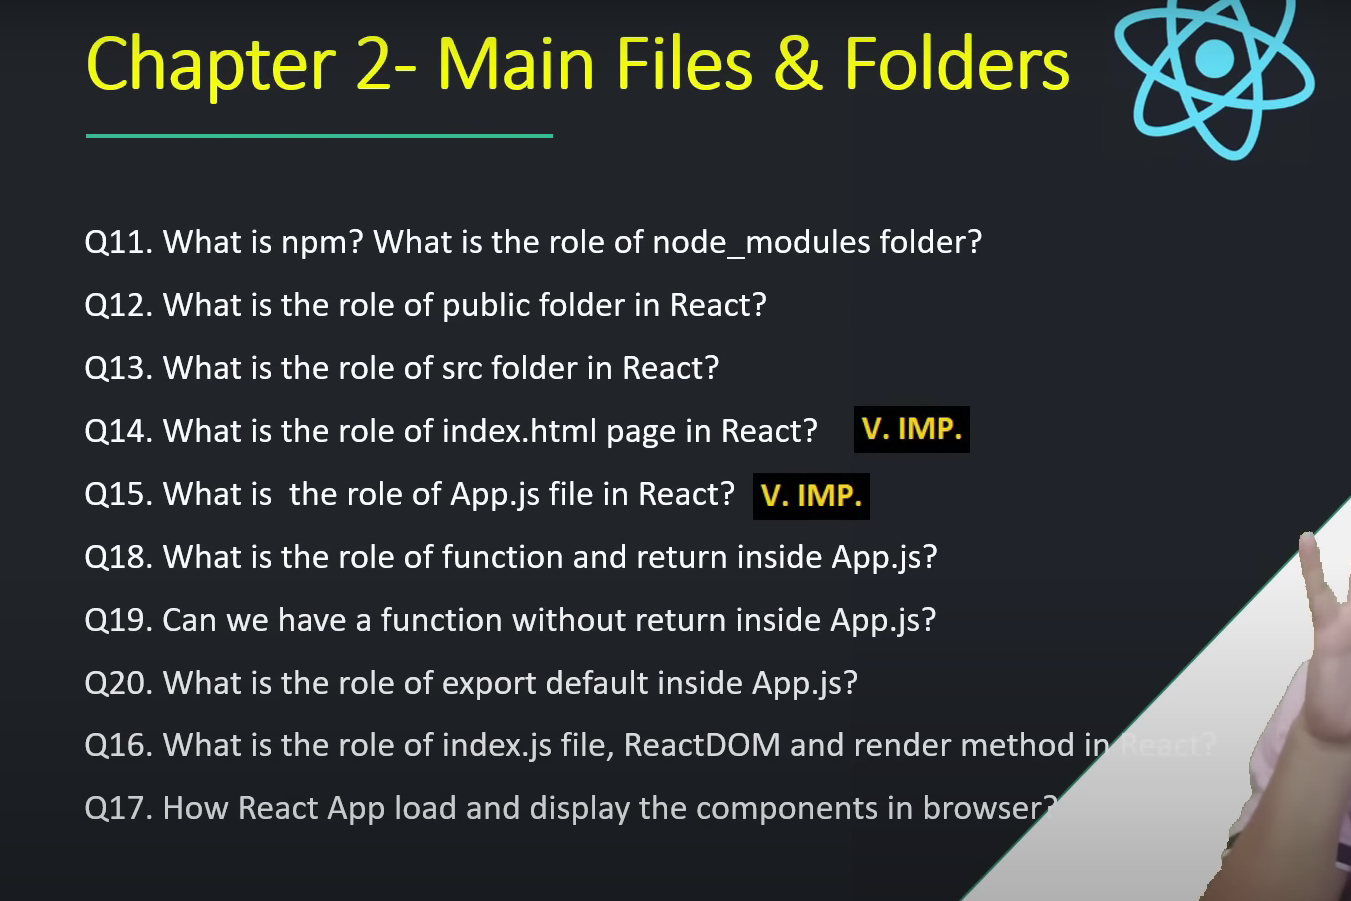 Chapter 2- Main Files & Folders
Q11. What is npm? What is the role of node_modules folder?
Q12. What is the role of public folder in React?
Q13. What is the role of src folder in React?
Q14. What is the role of index.html page in React? V. IMP.
Q15. What is  the role of App.js file in React? V. IMP.
Q18. What is the role of function and return inside App.js?
Q19. Can we have a function without return inside App.js?
Q20. What is the role of export default inside App.js?
Q16. What is the role of index.js file, ReactDOM and render method in React?
Q17. How React App load and display the components in browser?